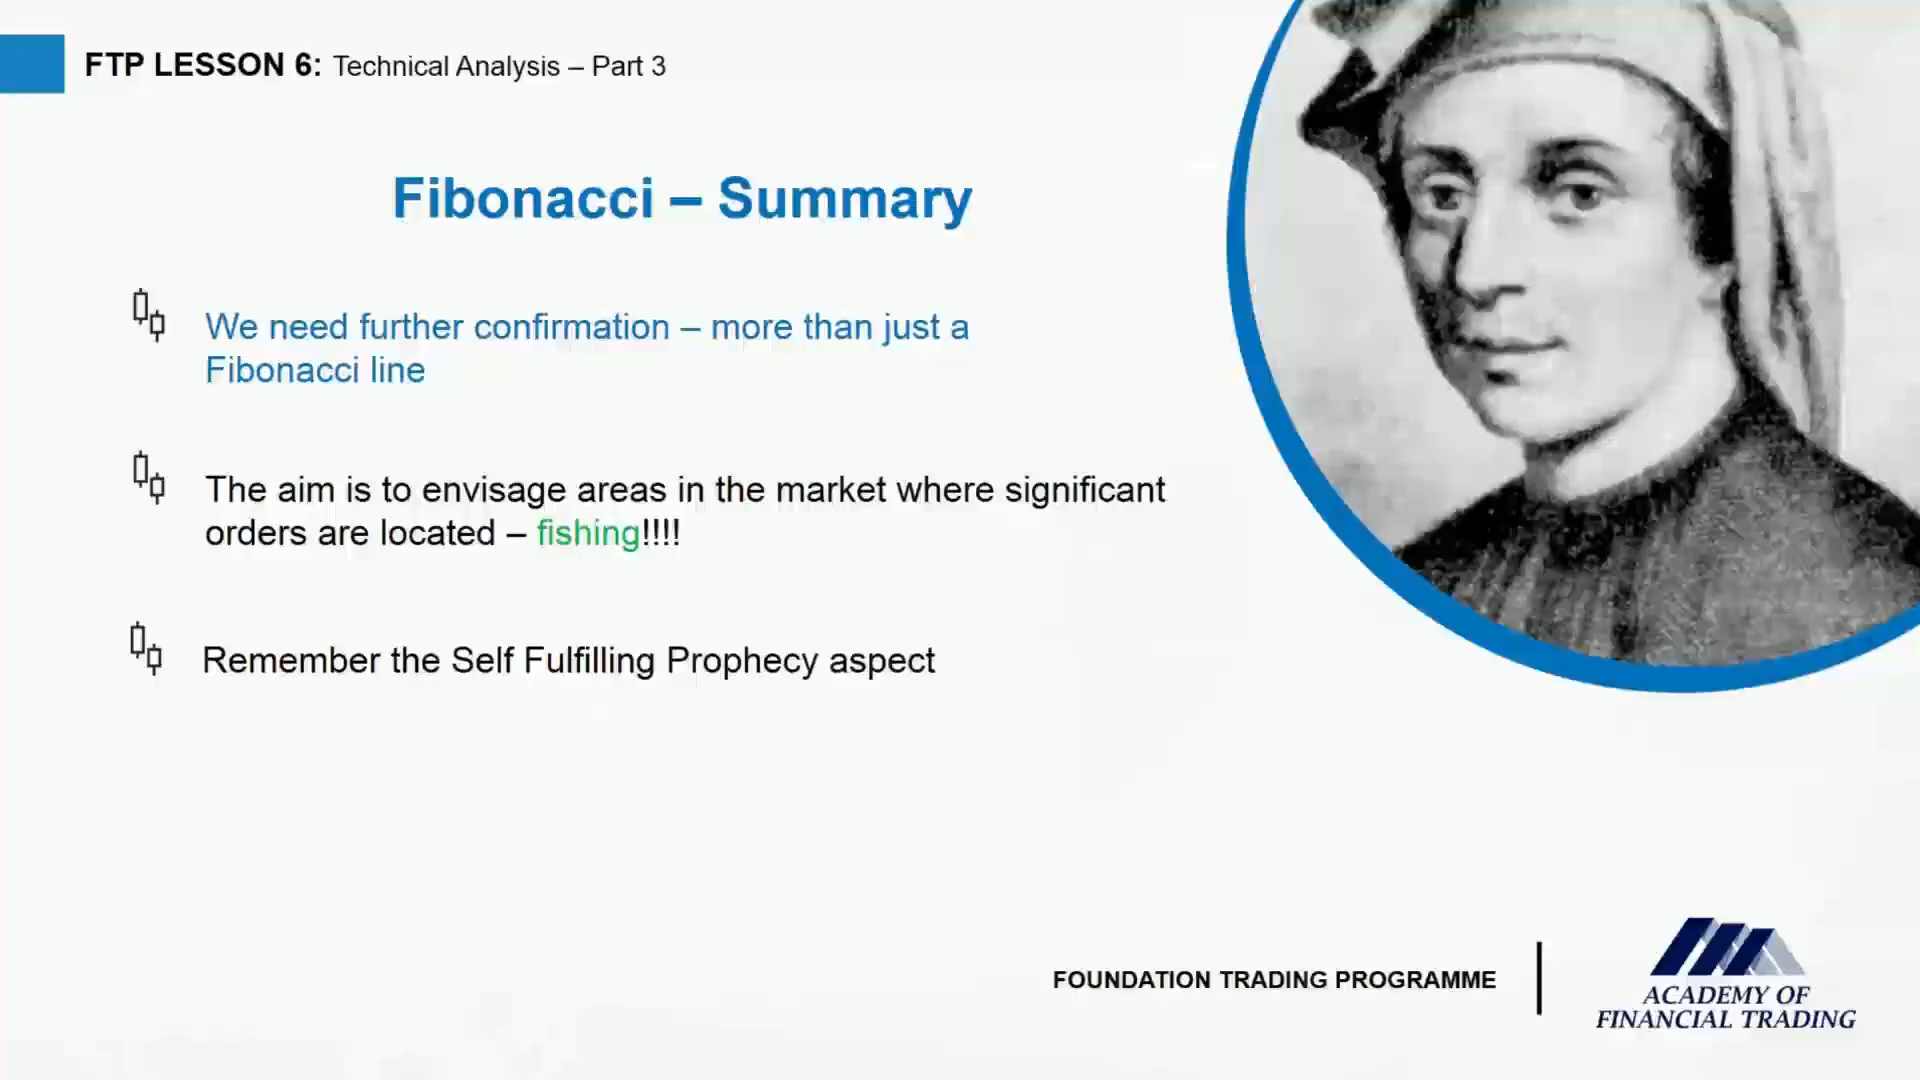 FTP LESSON 6: Technical Analysis – Part 3
Fibonacci – Summary
We need further confirmation – more than just a
Fibonacci line
The aim is to envisage areas in the market where significant
orders are located – fishing!!!!
Remember the Self Fulfilling Prophecy aspect
FOUNDATION TRADING PROGRAMME
ACADEMY OF
FINANCIAL TRADING